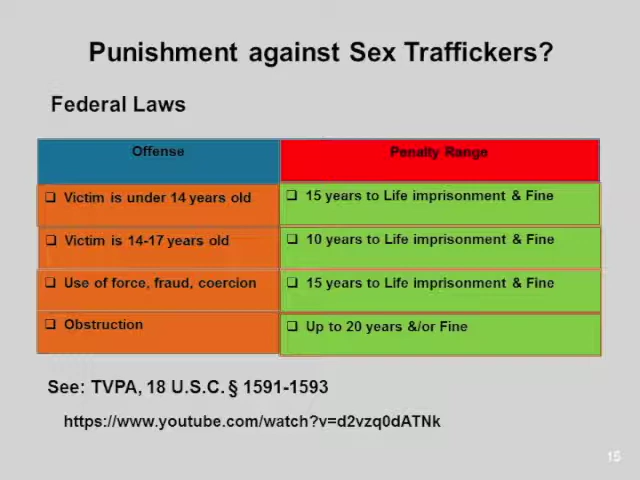 Punishment against Sex Traffickers?
Federal Laws
Offense
Penalty Range
❑ Victim is under 14 years old
❑ 15 years to Life imprisonment & Fine
❑ Victim is 14-17 years old
❑ 10 years to Life imprisonment & Fine
❑ Use of force, fraud, coercion
❑ 15 years to Life imprisonment & Fine
❑ Obstruction
❑ Up to 20 years &/or Fine
See: TVPA, 18 U.S.C. § 1591-1593
https://www.youtube.com/watch?v=d2vzq0dATNk
15